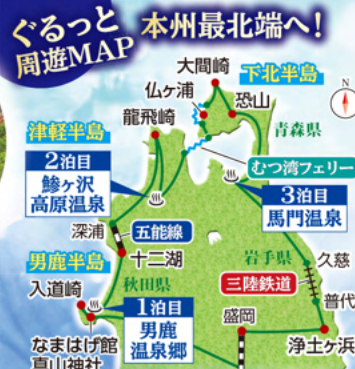 ぐるっと
周遊MAP
本州最北端へ!
大間崎
下北半島
仏ヶ浦
恐山
N
龍飛崎
青森県
津軽半島
むつ湾フェリー
2泊目
鰺ヶ沢
高原温泉
3泊目
馬門温泉
深浦
五能線
十二湖
男鹿半島
岩手県
久慈
入道崎
秋田県
三陸鉄道
普代
1泊目
男鹿
温泉郷
盛岡
浄土ヶ浜
なまはげ館
真山神社